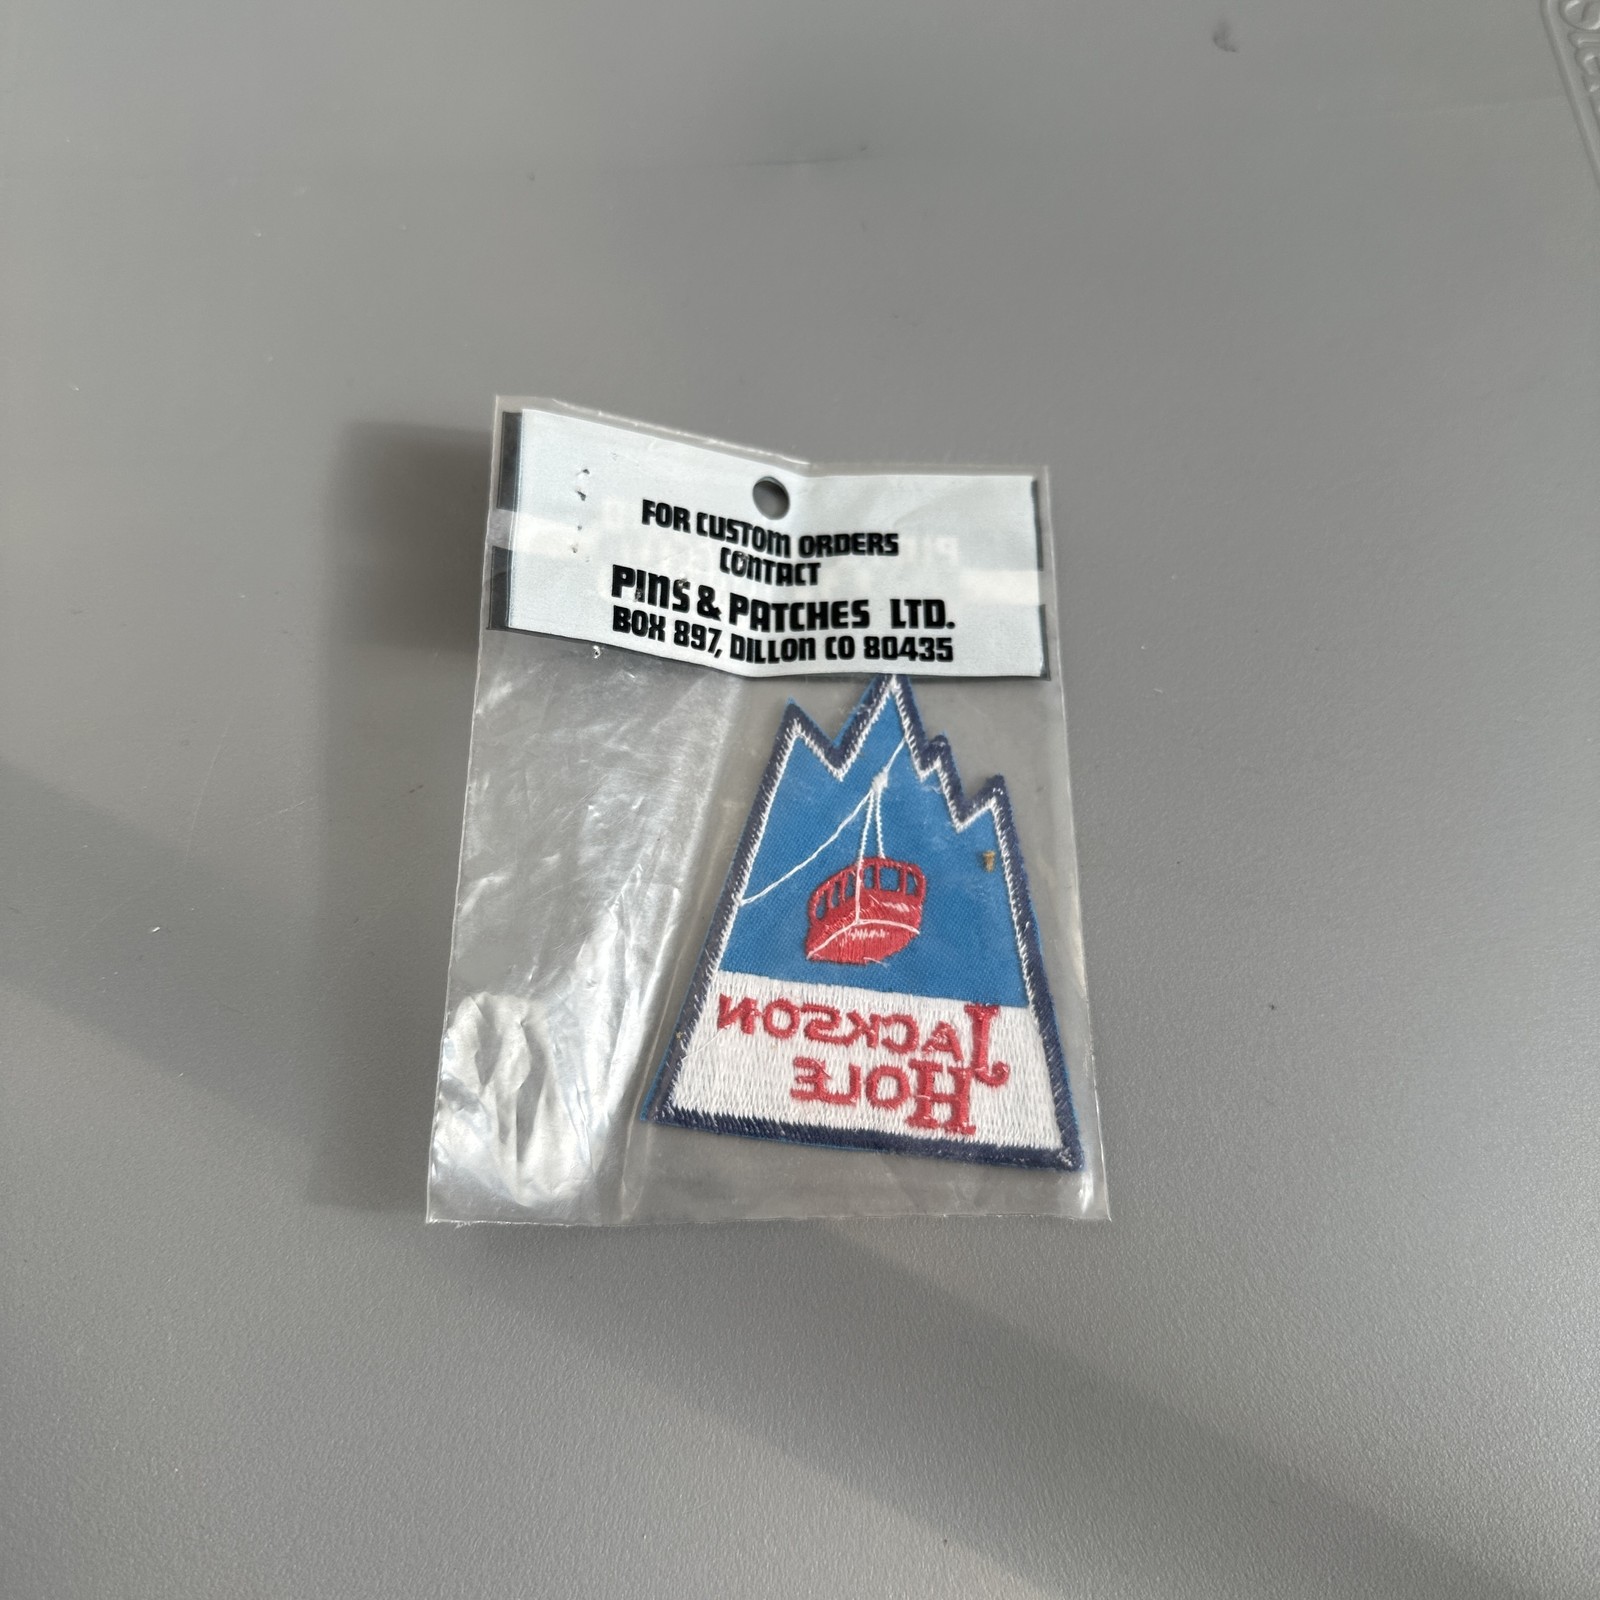 FOR CUSTOM ORDERS
CONTACT
PINS & PATCHES LTD.
BOX 897, DILLON CO 80435
JACKSON
HOLE